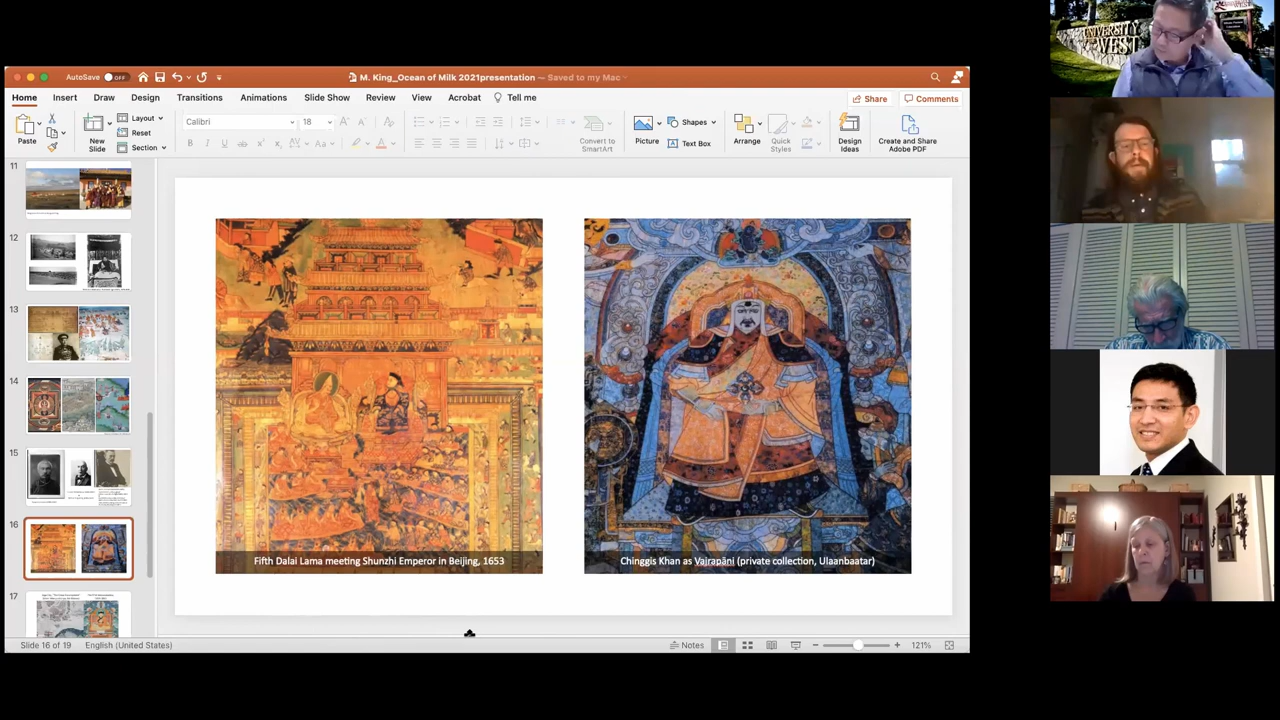 AutoSave OFF
M. King_Ocean of Milk 2021presentation — Saved to my Mac
Home Insert Draw Design Transitions Animations Slide Show Review View Acrobat Tell me
Share Comments
Paste
New Slide
Layout
Reset
Section
Calibri 18
Convert to SmartArt
Picture
Shapes
Text Box
Arrange
Quick Styles
Design Ideas
Create and Share Adobe PDF
11
12
13
14
15
16
17
Fifth Dalai Lama meeting Shunzhi Emperor in Beijing, 1653
Chinggis Khan as Vajrapāni (private collection, Ulaanbaatar)
Slide 16 of 19 English (United States)
Notes
121%
UNIVERSITY
WEST